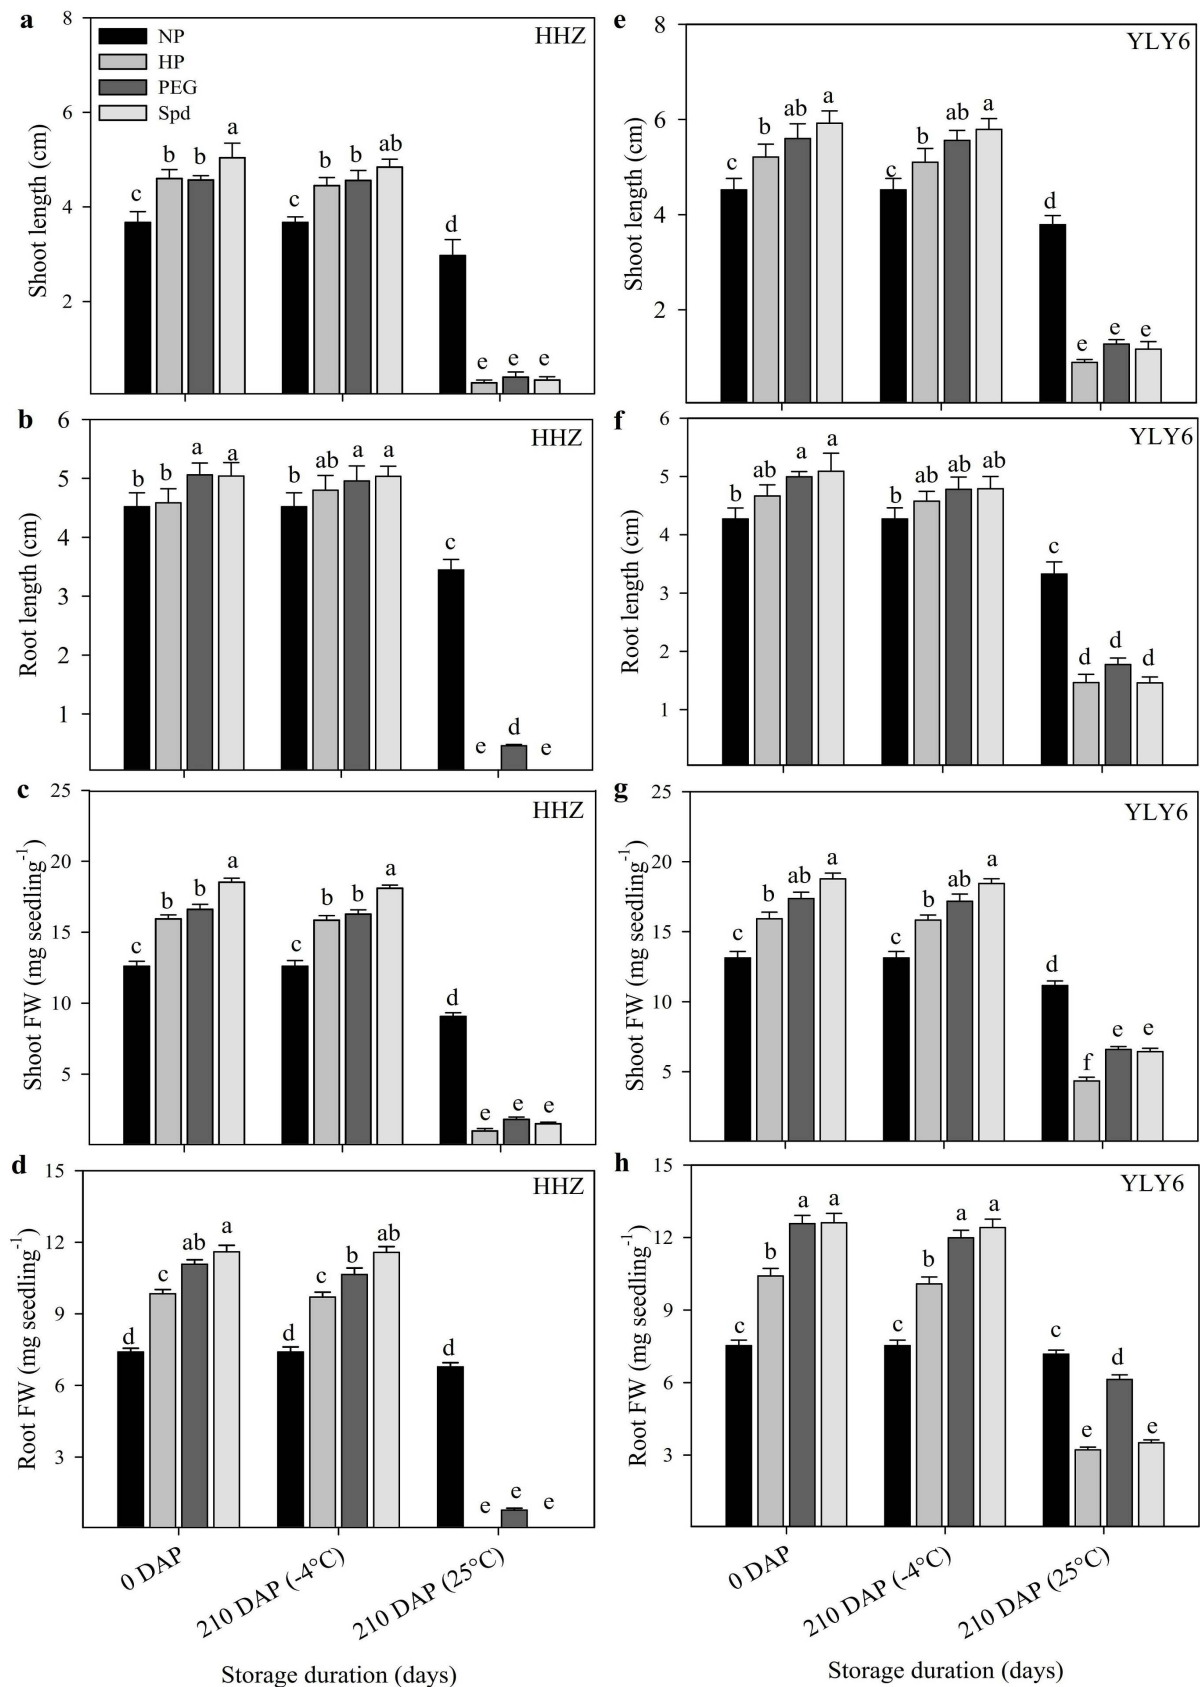 a
8
6
4
2
Shoot length (cm)
NP
HP
PEG
Spd
HHZ
c b b a
c b b ab
d e e e
e
8
6
4
2
Shoot length (cm)
YLY6
c b ab a
c b ab a
d e e e
b
6
5
4
3
2
1
Root length (cm)
HHZ
b b a a
b ab a a
c e d e
f
6
5
4
3
2
1
Root length (cm)
YLY6
b ab a a
b ab ab ab
c d d d
c
25
20
15
10
5
Shoot FW (mg seedling-1)
HHZ
c b b a
c b b a
d e e e
g
25
20
15
10
5
Shoot FW (mg seedling-1)
YLY6
c b ab a
c b ab a
d f e e
d
15
12
9
6
3
Root FW (mg seedling-1)
HHZ
d c ab a
d c b ab
d e e e
0 DAP
210 DAP (-4°C)
210 DAP (25°C)
Storage duration (days)
h
15
12
9
6
3
Root FW (mg seedling-1)
YLY6
c b a a
c b a a
c e d e
0 DAP
210 DAP (-4°C)
210 DAP (25°C)
Storage duration (days)